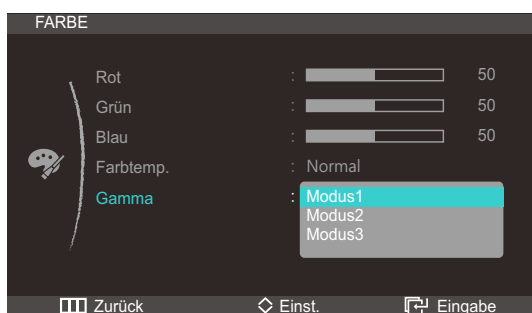 FARBE
Rot : 50
Grün : 50
Blau : 50
Farbtemp. : Normal
Gamma : Modus1
Modus2
Modus3
Zurück Einst. Eingabe